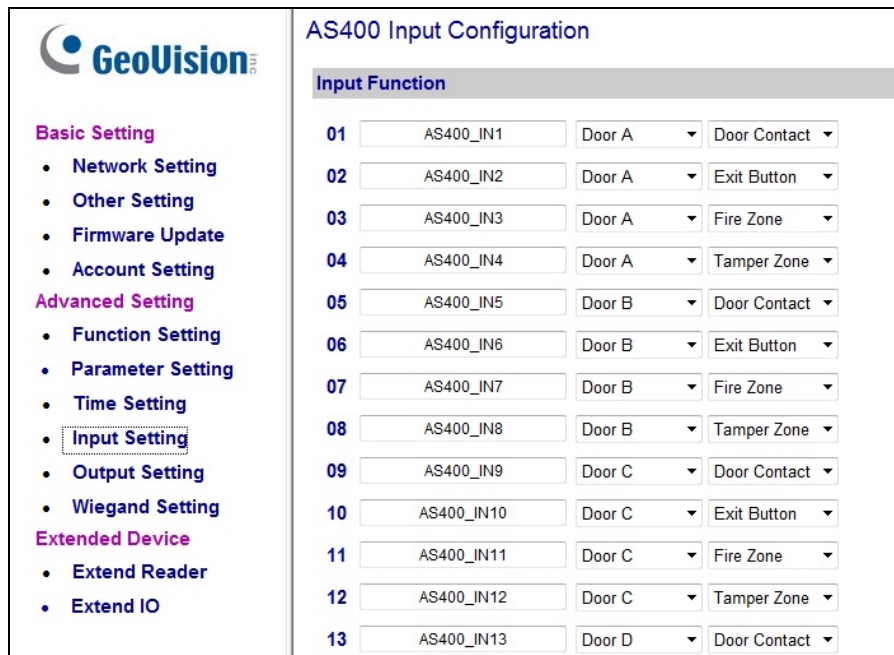 GeoVision inc
Basic Setting
• Network Setting
• Other Setting
• Firmware Update
• Account Setting
Advanced Setting
• Function Setting
• Parameter Setting
• Time Setting
• Input Setting
• Output Setting
• Wiegand Setting
Extended Device
• Extend Reader
• Extend IO
AS400 Input Configuration
Input Function
01 AS400_IN1 Door A Door Contact
02 AS400_IN2 Door A Exit Button
03 AS400_IN3 Door A Fire Zone
04 AS400_IN4 Door A Tamper Zone
05 AS400_IN5 Door B Door Contact
06 AS400_IN6 Door B Exit Button
07 AS400_IN7 Door B Fire Zone
08 AS400_IN8 Door B Tamper Zone
09 AS400_IN9 Door C Door Contact
10 AS400_IN10 Door C Exit Button
11 AS400_IN11 Door C Fire Zone
12 AS400_IN12 Door C Tamper Zone
13 AS400_IN13 Door D Door Contact